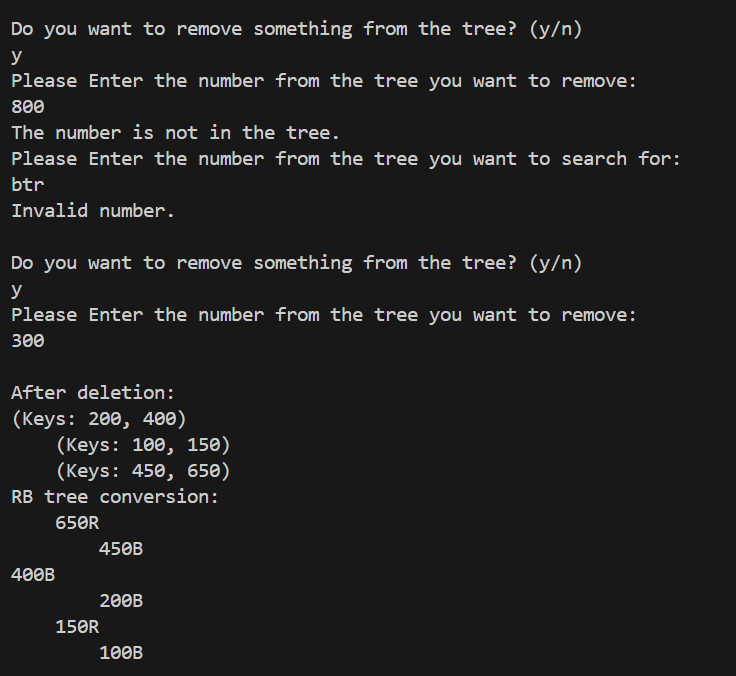 Do you want to remove something from the tree? (y/n)
y
Please Enter the number from the tree you want to remove:
800
The number is not in the tree.
Please Enter the number from the tree you want to search for:
btr
Invalid number.

Do you want to remove something from the tree? (y/n)
y
Please Enter the number from the tree you want to remove:
300

After deletion:
(Keys: 200, 400)
    (Keys: 100, 150)
    (Keys: 450, 650)
RB tree conversion:
    650R
        450B
400B
        200B
    150R
        100B